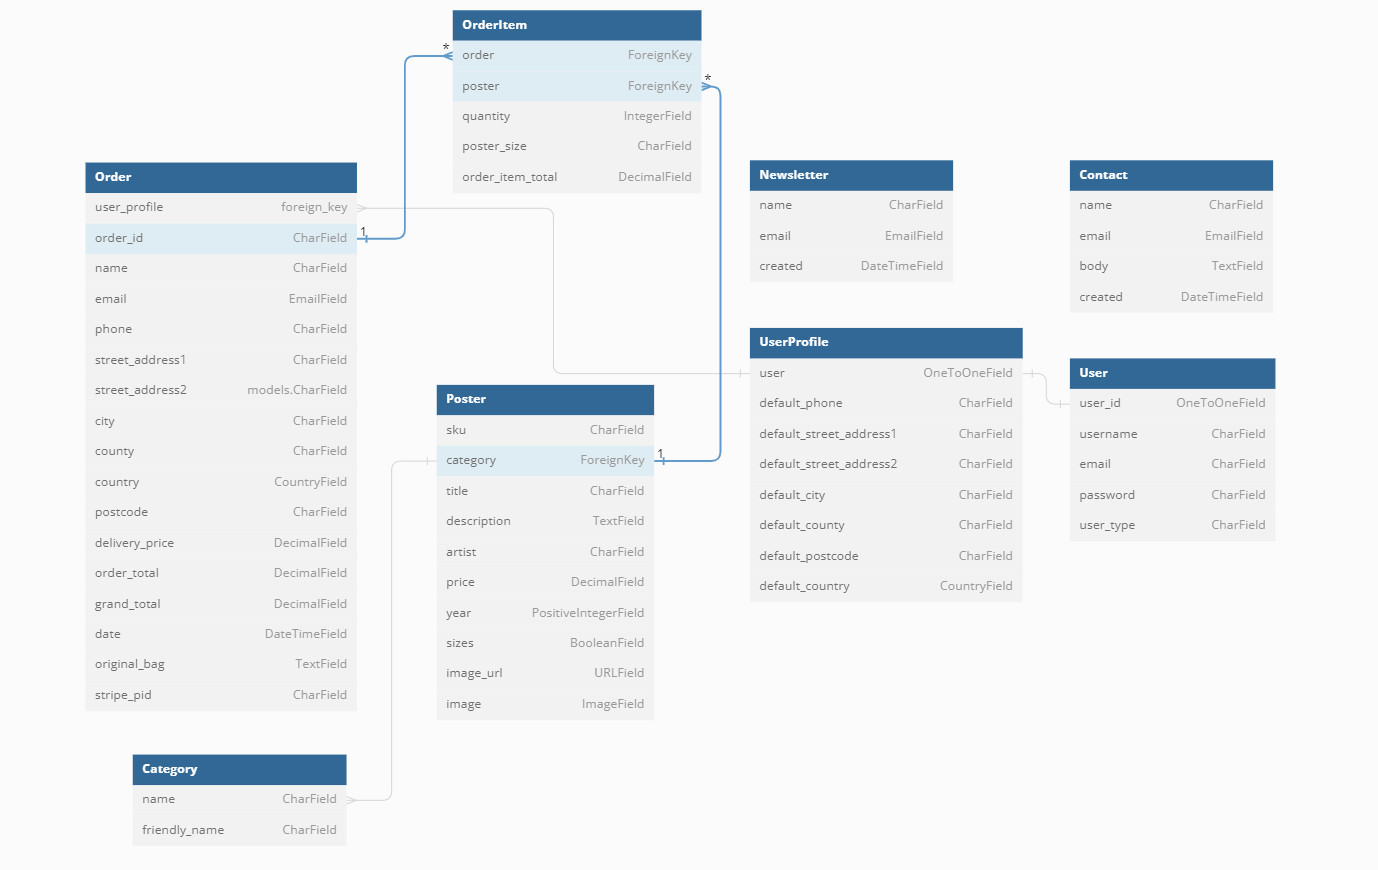 OrderItem
* order ForeignKey
poster ForeignKey *
quantity IntegerField
poster_size CharField
order_item_total DecimalField
Order
user_profile foreign_key
order_id CharField 1
name CharField
email EmailField
phone CharField
street_address1 CharField
street_address2 models.CharField
city CharField
county CharField
country CountryField
postcode CharField
delivery_price DecimalField
order_total DecimalField
grand_total DecimalField
date DateTimeField
original_bag TextField
stripe_pid CharField
Newsletter
name CharField
email EmailField
created DateTimeField
Contact
name CharField
email EmailField
body TextField
created DateTimeField
UserProfile
user OneToOneField
default_phone CharField
default_street_address1 CharField
default_street_address2 CharField
default_city CharField
default_county CharField
default_postcode CharField
default_country CountryField
User
user_id OneToOneField
username CharField
email CharField
password CharField
user_type CharField
Poster
sku CharField
category ForeignKey 1
title CharField
description TextField
artist CharField
price DecimalField
year PositiveIntegerField
sizes BooleanField
image_url URLField
image ImageField
Category
name CharField
friendly_name CharField